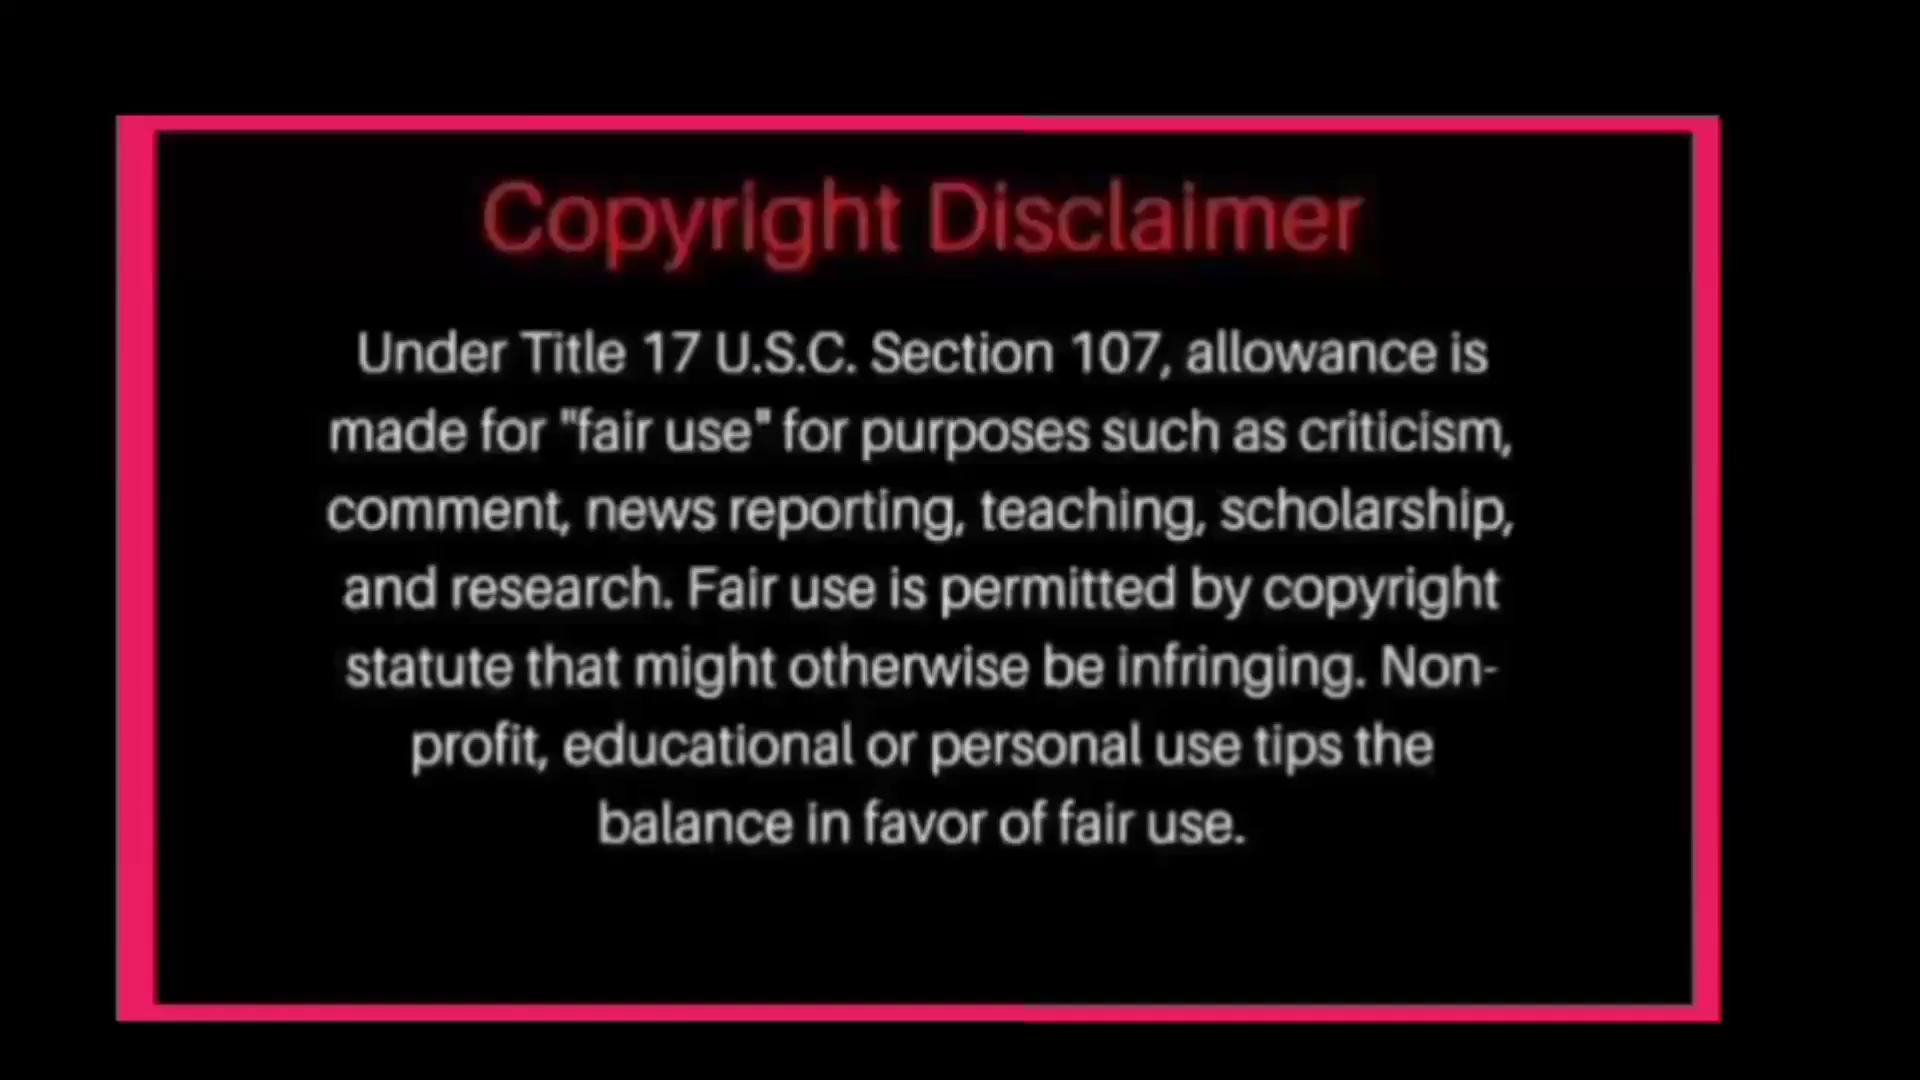 Copyright Disclaimer
Under Title 17 U.S.C. Section 107, allowance is
made for "fair use" for purposes such as criticism,
comment, news reporting, teaching, scholarship,
and research. Fair use is permitted by copyright
statute that might otherwise be infringing. Non-
profit, educational or personal use tips the
balance in favor of fair use.